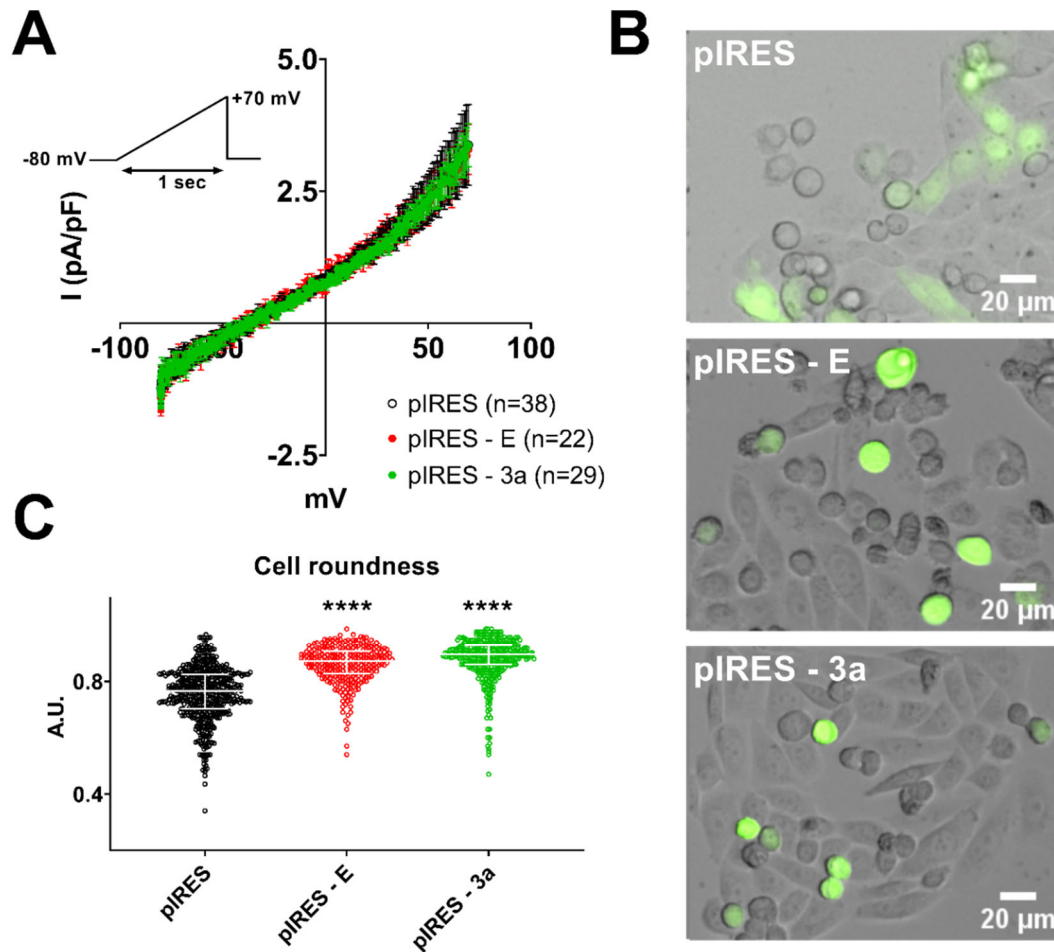 A
5.0
+70 mV
-80 mV
1 sec
2.5
I (pA/pF)
-100
50
100
-2.5
mV
pIRES (n=38)
pIRES - E (n=22)
pIRES - 3a (n=29)
B
pIRES
20 µm
pIRES - E
20 µm
pIRES - 3a
20 µm
C
Cell roundness
**** ****
0.8
A.U.
0.4
pIRES
pIRES - E
pIRES - 3a